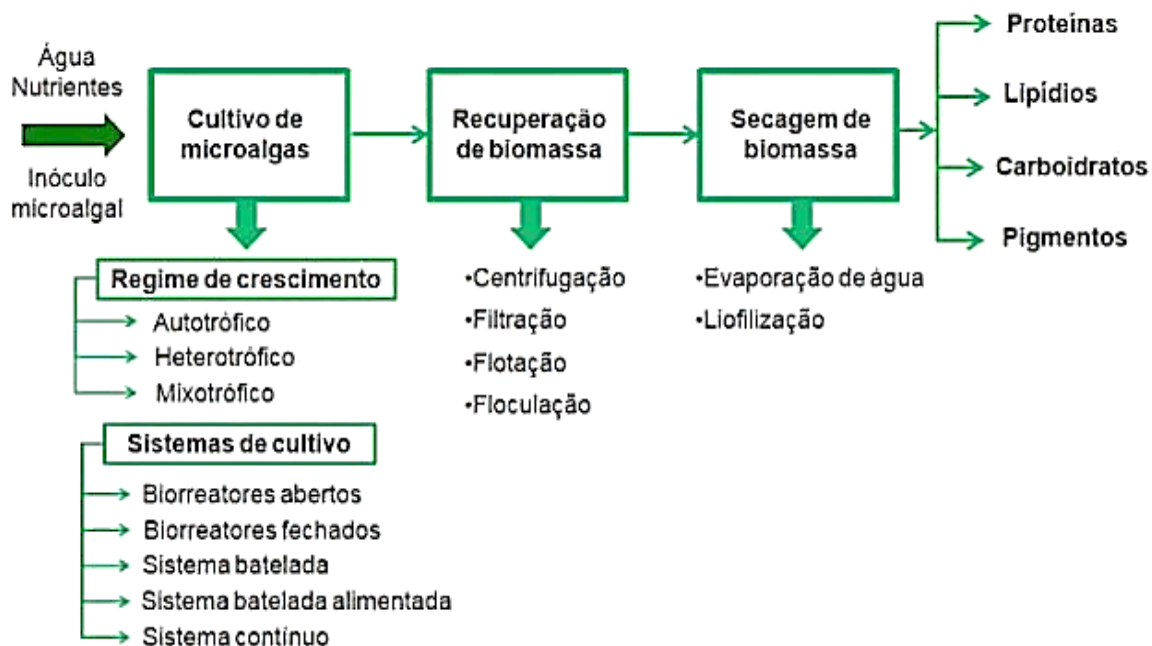 Água
Nutrientes
Inóculo
microalgal
Cultivo de
microalgas
Recuperação
de biomassa
Secagem de
biomassa
Proteínas
Lipídios
Carboidratos
Pigmentos
Regime de crescimento
Autotrófico
Heterotrófico
Mixotrófico
Sistemas de cultivo
Biorreatores abertos
Biorreatores fechados
Sistema batelada
Sistema batelada alimentada
Sistema contínuo
•Centrifugação
•Filtração
•Flotação
•Floculação
•Evaporação de água
•Liofilização